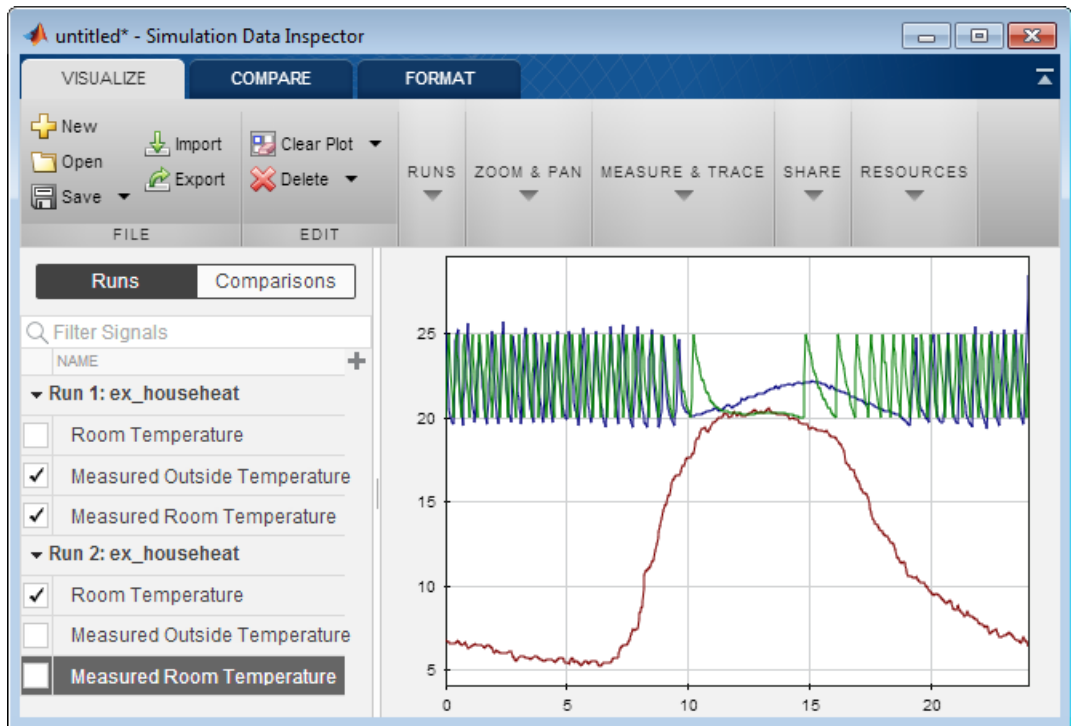 untitled* - Simulation Data Inspector
VISUALIZE COMPARE FORMAT
New
Open
Save
Import
Export
FILE
Clear Plot
Delete
EDIT
RUNS ZOOM & PAN MEASURE & TRACE SHARE RESOURCES
Runs Comparisons
Filter Signals
NAME
Run 1: ex_househeat
Room Temperature
Measured Outside Temperature
Measured Room Temperature
Run 2: ex_househeat
Room Temperature
Measured Outside Temperature
Measured Room Temperature
25
20
15
10
5
0 5 10 15 20